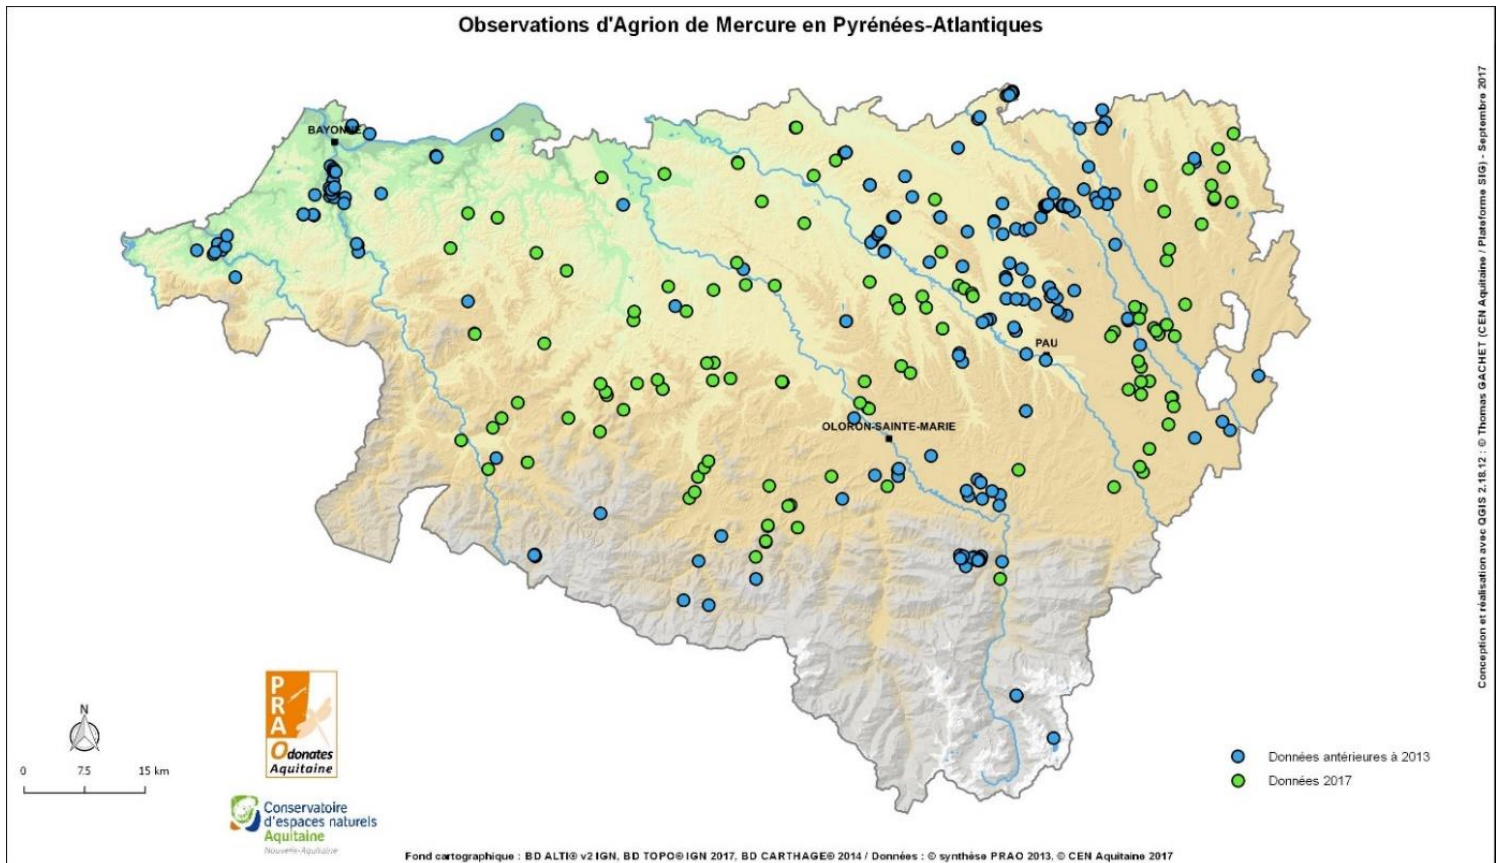 Observations d'Agrion de Mercure en Pyrénées-Atlantiques
BAYONNE
PAU
OLORON-SAINTE-MARIE
Conception et réalisation avec QGIS 2.18.12 : © Thomas GACHET (CEN Aquitaine / Plateforme SIG) - Septembre 2017
N
0 7.5 15 km
PRA
Odonates
Aquitaine
Conservatoire
d'espaces naturels
Aquitaine
Nouvelle-Aquitaine
Données antérieures à 2013
Données 2017
Fond cartographique : BD ALTI® v2 IGN, BD TOPO® IGN 2017, BD CARTHAGE® 2014 / Données : © synthèse PRAO 2013, © CEN Aquitaine 2017